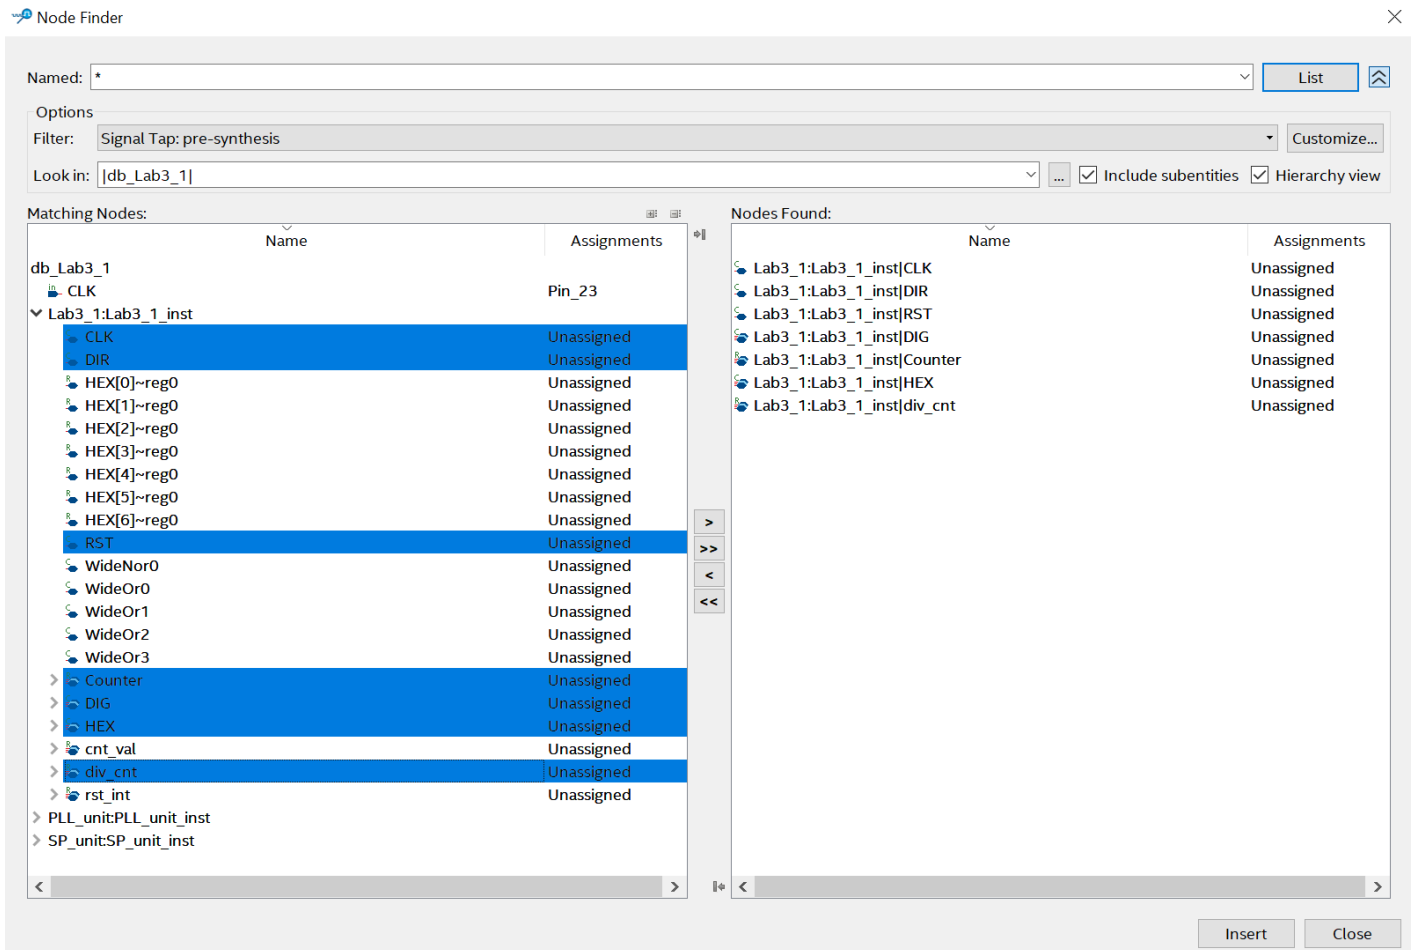 Node Finder
Named: * List
Options
Filter: Signal Tap: pre-synthesis Customize...
Look in: |db_Lab3_1| ... Include subentities Hierarchy view
Matching Nodes: Nodes Found:
Name Assignments Name Assignments
db_Lab3_1 Lab3_1:Lab3_1_inst|CLK Unassigned
CLK Pin_23 Lab3_1:Lab3_1_inst|DIR Unassigned
Lab3_1:Lab3_1_inst Lab3_1:Lab3_1_inst|RST Unassigned
CLK Unassigned Lab3_1:Lab3_1_inst|DIG Unassigned
DIR Unassigned Lab3_1:Lab3_1_inst|Counter Unassigned
HEX[0]~reg0 Unassigned Lab3_1:Lab3_1_inst|HEX Unassigned
HEX[1]~reg0 Unassigned Lab3_1:Lab3_1_inst|div_cnt Unassigned
HEX[2]~reg0 Unassigned
HEX[3]~reg0 Unassigned
HEX[4]~reg0 Unassigned
HEX[5]~reg0 Unassigned
HEX[6]~reg0 Unassigned
RST Unassigned
WideNor0 Unassigned
WideOr0 Unassigned
WideOr1 Unassigned
WideOr2 Unassigned
WideOr3 Unassigned
Counter Unassigned
DIG Unassigned
HEX Unassigned
cnt_val Unassigned
div_cnt Unassigned
rst_int Unassigned
PLL_unit:PLL_unit_inst
SP_unit:SP_unit_inst
>
>>
<
<<
Insert Close